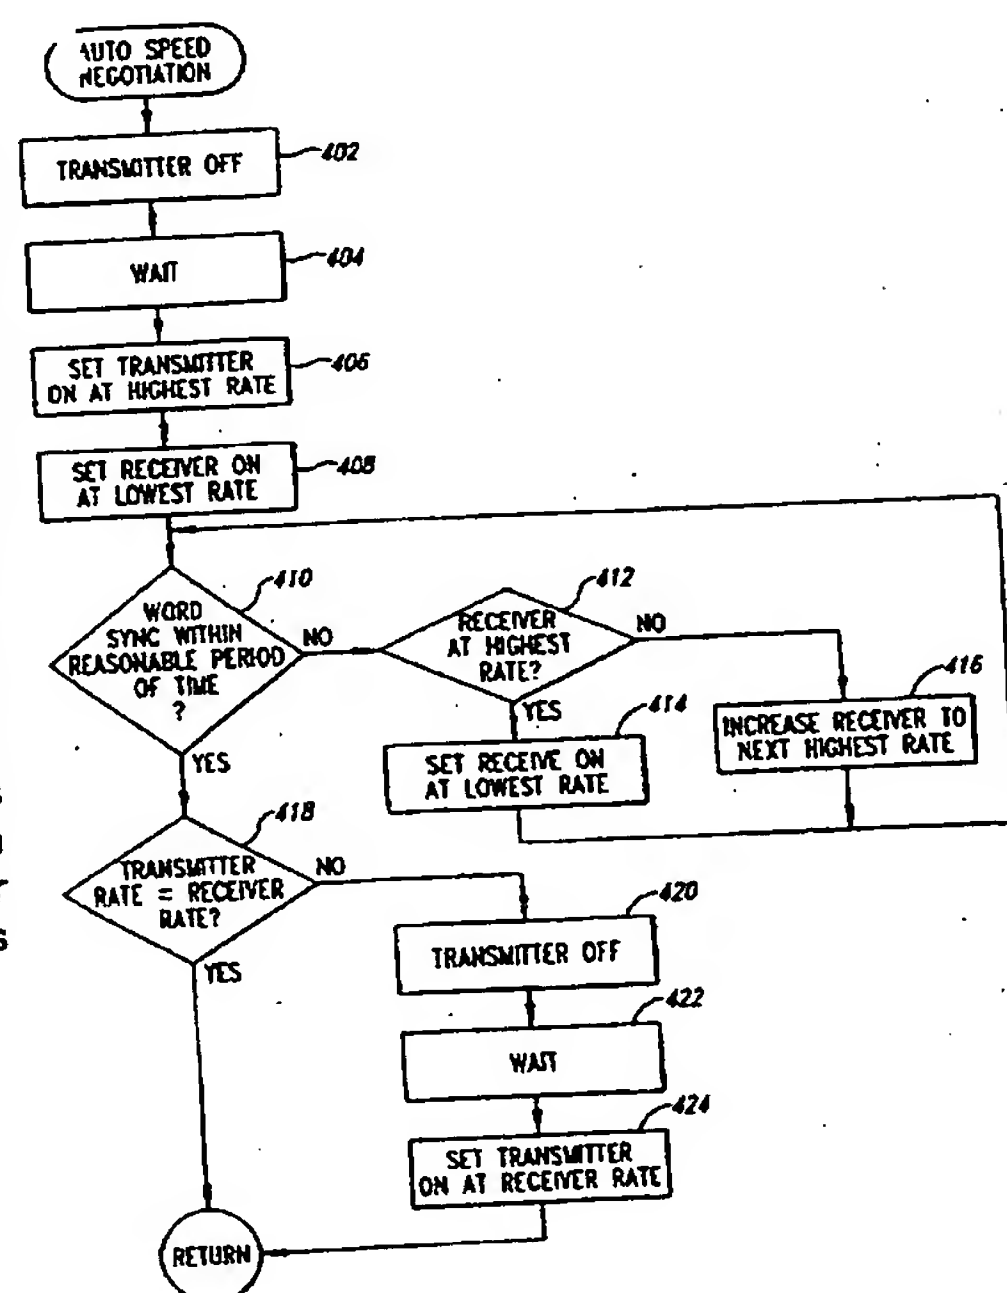 AUTO SPEED
NEGOTIATION
TRANSMITTER OFF
402
WAIT
404
SET TRANSMITTER
ON AT HIGHEST RATE
406
SET RECEIVER ON
AT LOWEST RATE
408
WORD
SYNC WITHIN
REASONABLE PERIOD
OF TIME
?
410
NO
YES
RECEIVER
AT HIGHEST
RATE?
412
NO
YES
SET RECEIVE ON
AT LOWEST RATE
414
INCREASE RECEIVER TO
NEXT HIGHEST RATE
416
TRANSMITTER
RATE = RECEIVER
RATE?
418
NO
YES
TRANSMITTER OFF
420
WAIT
422
SET TRANSMITTER
ON AT RECEIVER RATE
424
RETURN